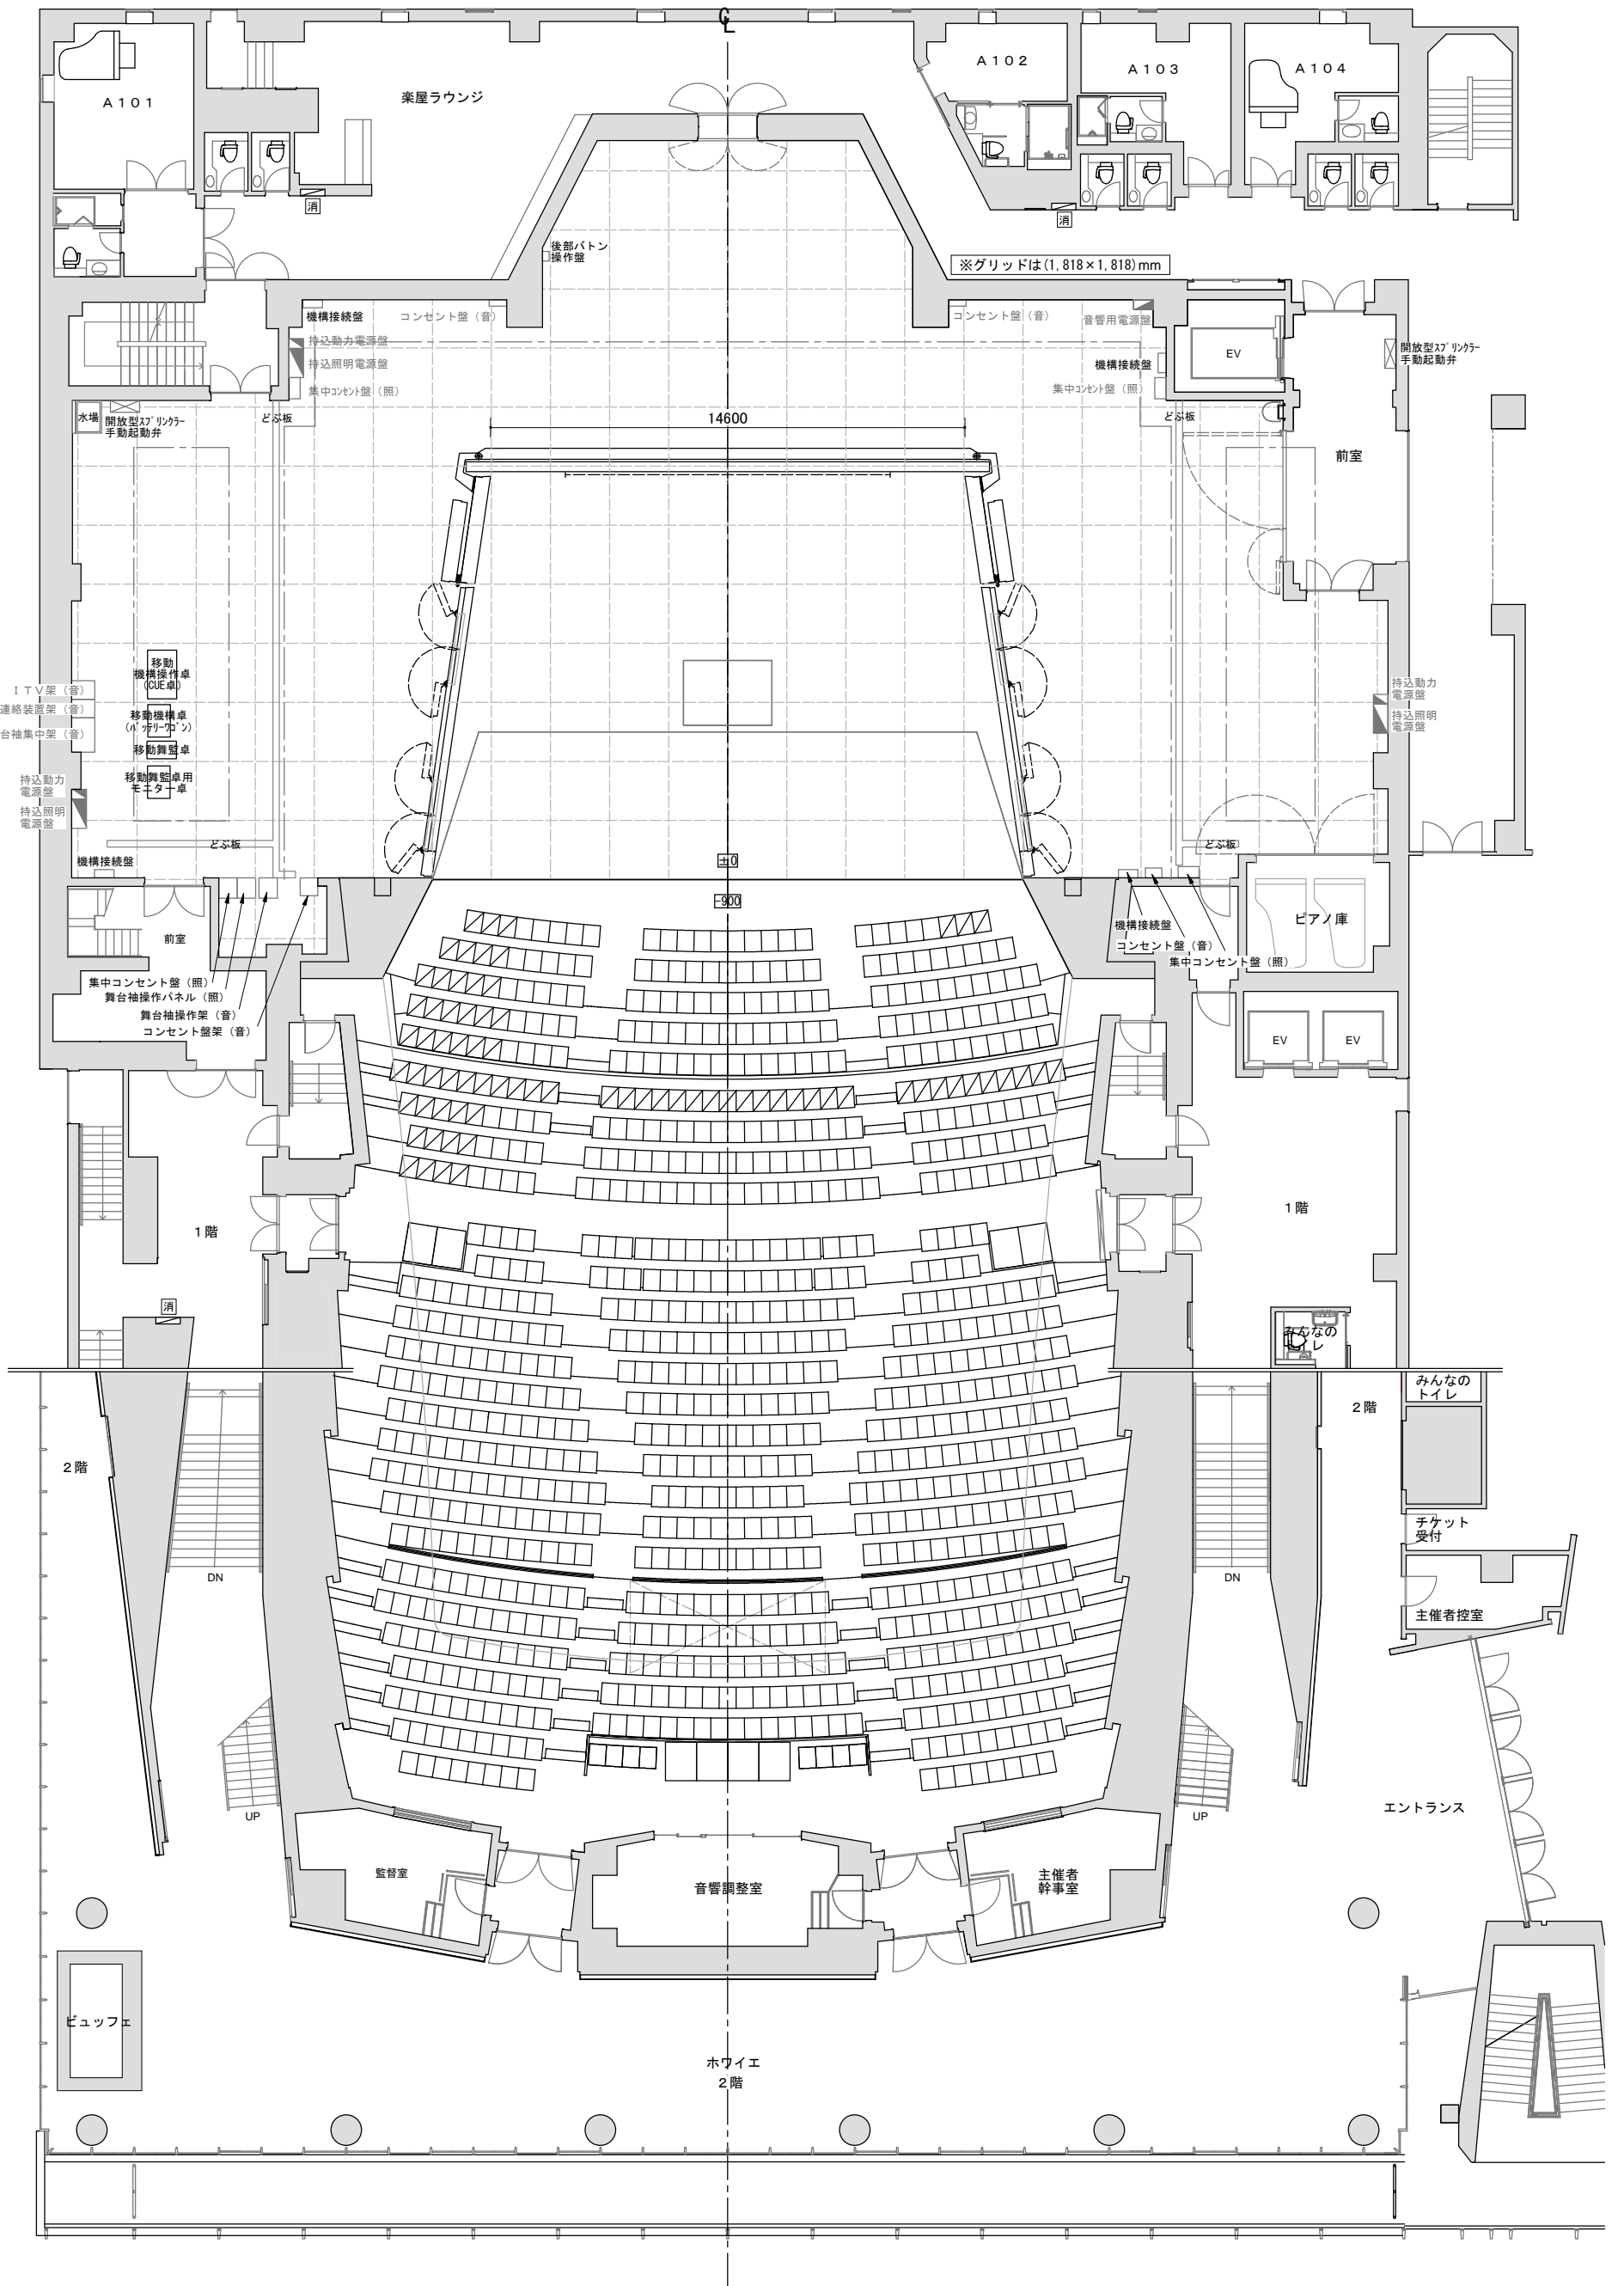 ℄
A101
楽屋ラウンジ
A102
A103
A104
消
消
後部バトン
操作盤
※グリッドは(1,818×1,818)mm
機構接続盤
コンセント盤（音）
コンセント盤（音）
音響用電源盤
持込動力電源盤
持込照明電源盤
集中ｺﾝｾﾝﾄ盤（照）
機構接続盤
集中ｺﾝｾﾝﾄ盤（照）
EV
開放型ｽﾌﾟﾘﾝｸﾗｰ
手動起動弁
水場
開放型ｽﾌﾟﾘﾝｸﾗｰ
手動起動弁
どぶ板
14600
どぶ板
前室
移動
機構操作卓
(CUE卓)
ITV架（音）
連絡装置架（音）
台袖集中架（音）
移動機構卓
(ﾊﾞｯﾃﾘｰﾜｺﾞﾝ)
移動舞監卓
移動舞監卓用
モニター卓
持込動力
電源盤
持込照明
電源盤
持込動力
電源盤
持込照明
電源盤
どぶ板
どぶ板
機構接続盤
±0
-900
前室
機構接続盤
コンセント盤（音）
集中コンセント盤（照）
ピアノ庫
集中コンセント盤（照）
舞台袖操作パネル（照）
舞台袖操作架（音）
コンセント盤架（音）
EV
EV
1階
1階
消
みんなの
みんなの
トイレ
2階
2階
DN
DN
チケット
受付
主催者控室
UP
UP
エントランス
監督室
音響調整室
主催者
幹事室
ビュッフェ
ホワイエ
2階